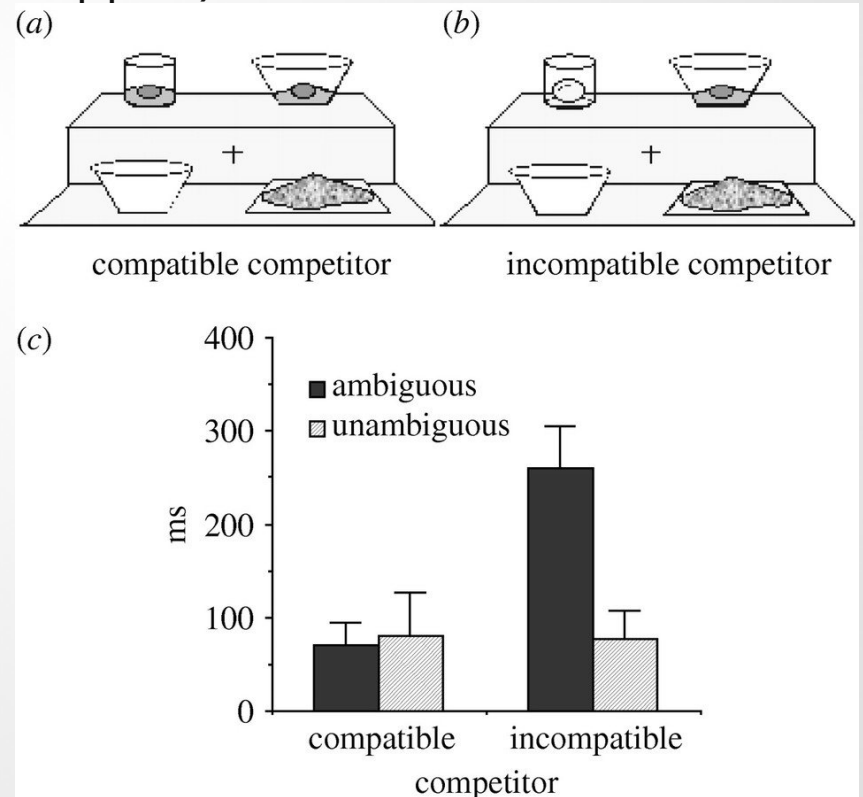 (a)
(b)
compatible competitor
incompatible competitor
(c)
400
ambiguous
unambiguous
300
ms
200
100
0
compatible
incompatible
competitor